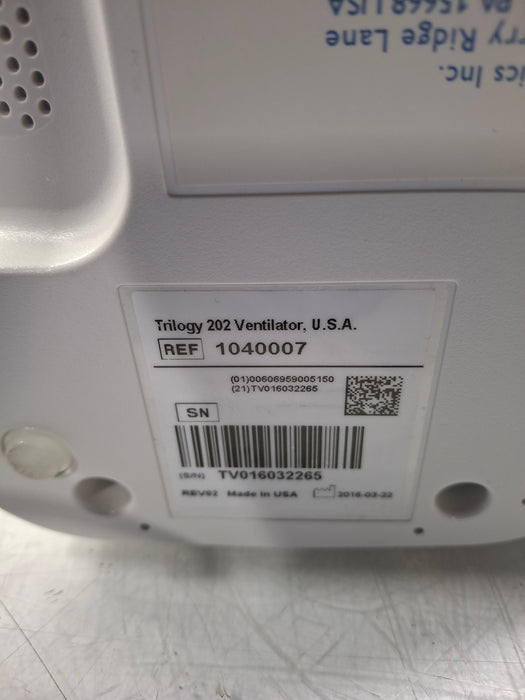 ics Inc.
rry Ridge Lane
PA 15668 USA
Trilogy 202 Ventilator, U.S.A.
REF 1040007
(01)00606959005150
(21)TV016032265
SN
(S/N) TV016032265
REV02 Made in USA 2016-03-22